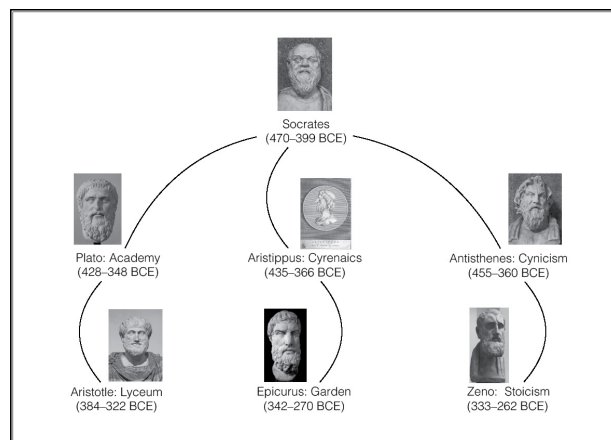 Socrates
(470–399 BCE)
Plato: Academy
(428–348 BCE)
Aristippus: Cyrenaics
(435–366 BCE)
Antisthenes: Cynicism
(455–360 BCE)
Aristotle: Lyceum
(384–322 BCE)
Epicurus: Garden
(342–270 BCE)
Zeno: Stoicism
(333–262 BCE)